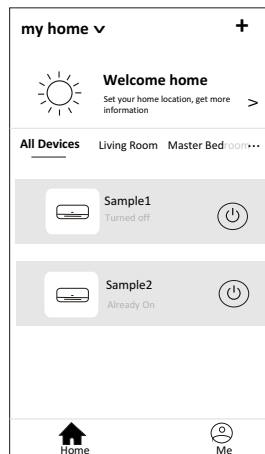 my home
+
Welcome home
Set your home location, get more
information
>
All Devices Living Room Master Bedroom...
Sample1
Turned off
Sample2
Already On
Home Me